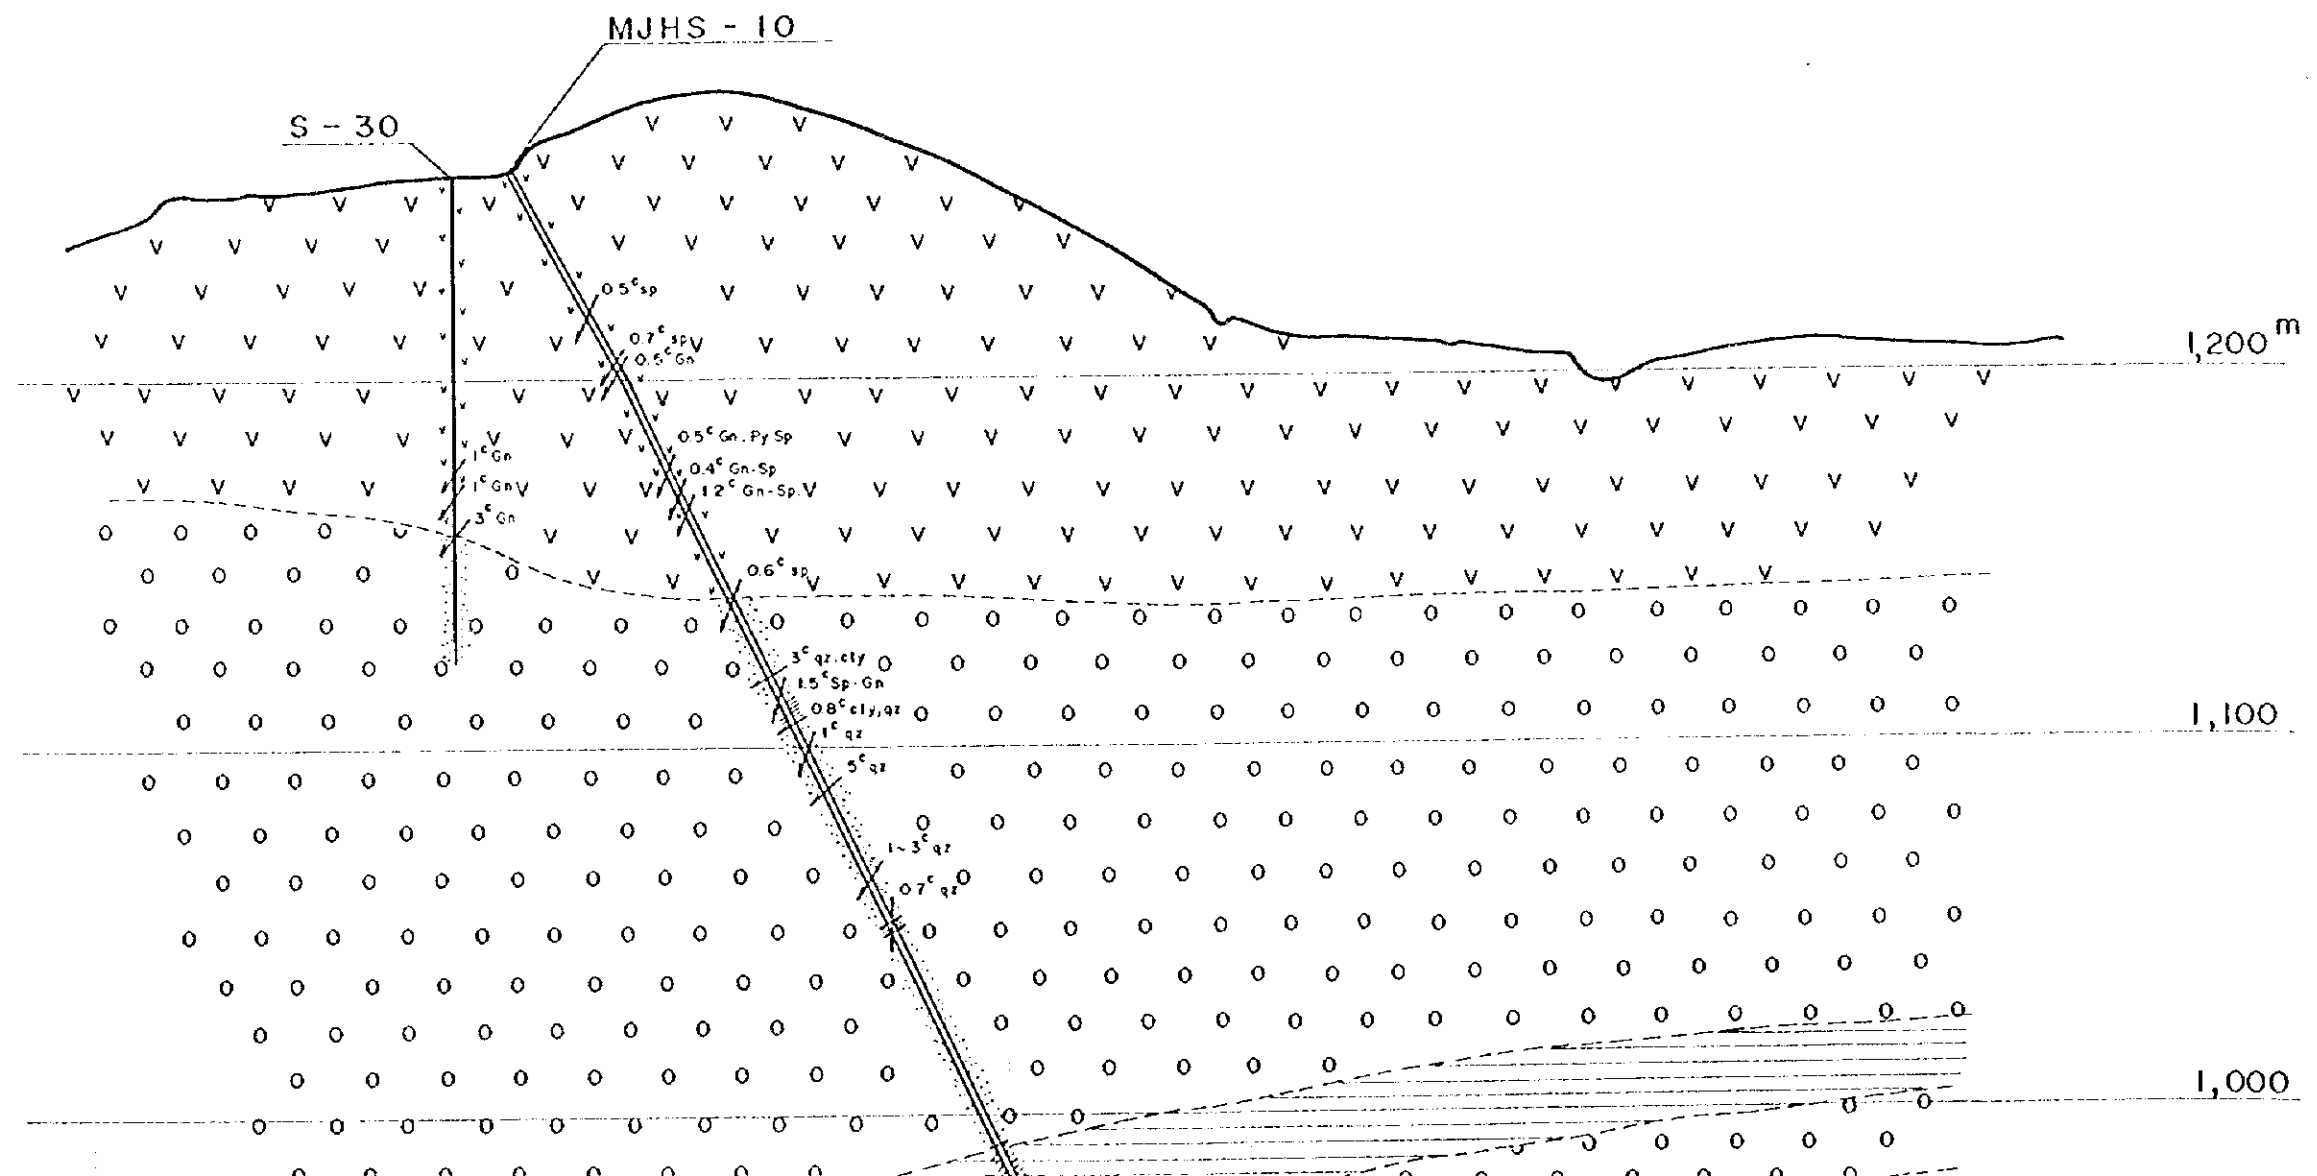 MJHS - 10
S - 30
0.5ᶜ sp
0.7ᶜ sp
0.5ᶜ Gn
1,200 ᵐ
0.5ᶜ Gn. Py Sp
1ᶜ Gn
0.4ᶜ Gn-Sp
1ᶜ Gn
1.2ᶜ Gn-Sp.
3ᶜ Gn
0.6ᶜ sp
3ᶜ qz.cly
1.5ᶜ Sp-Gn
0.8ᶜ cly,qz
1,100
1ᶜ qz
5ᶜ qz
1~3ᶜ qz
0.7ᶜ qz
1,000